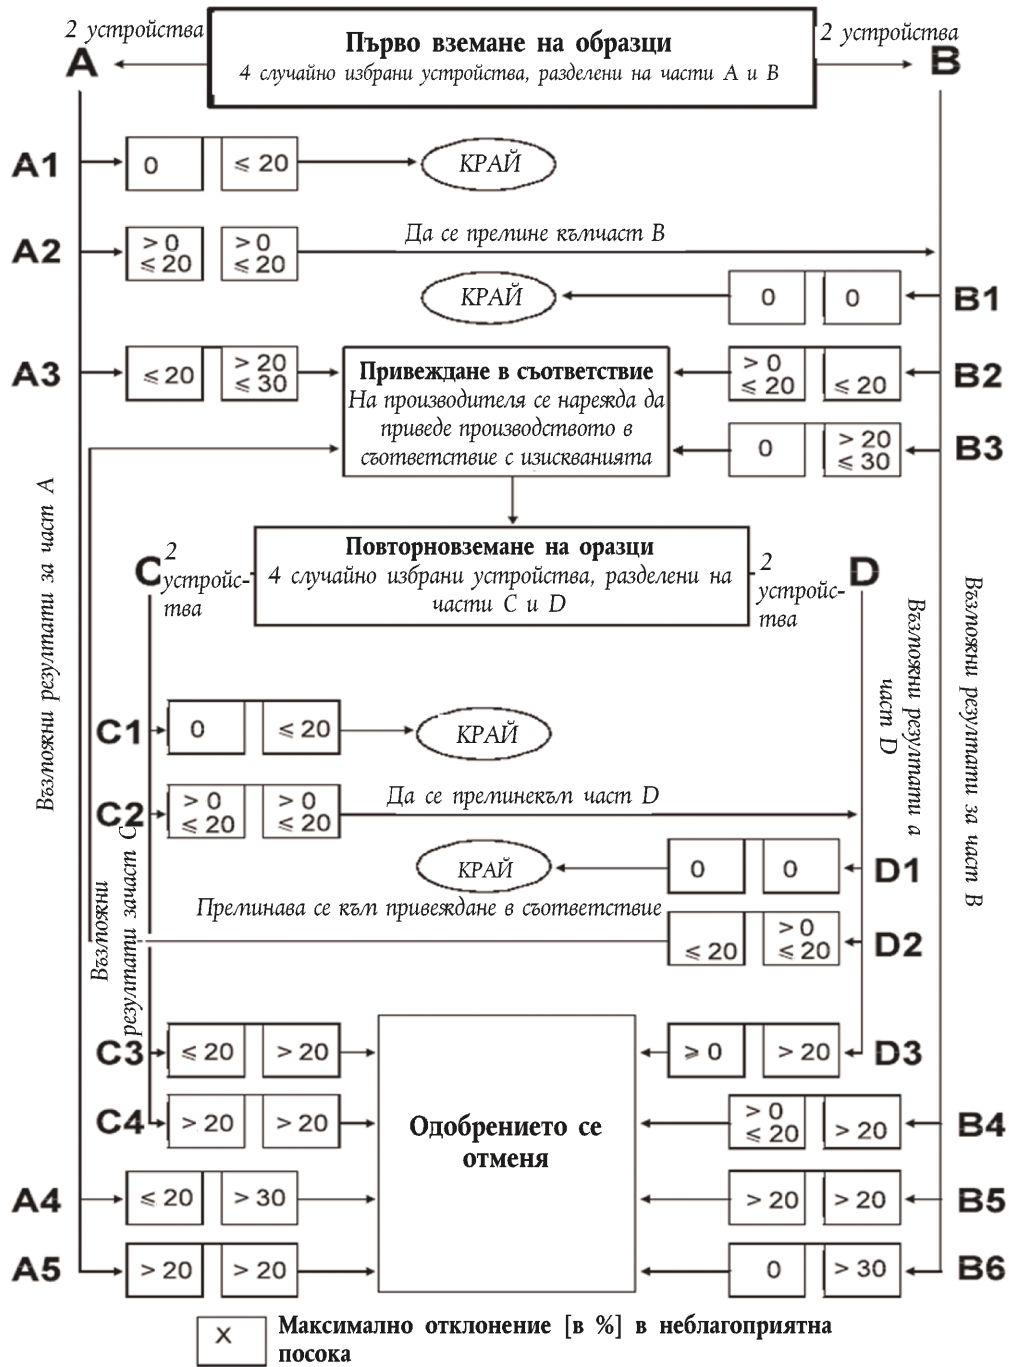 2 устройства
2 устройства
Първо вземане на образци
4 случайно избрани устройства, разделени на части A и B
A
B
A1
0
≤ 20
КРАЙ
A2
> 0
≤ 20
> 0
≤ 20
Да се премине къмчаст B
КРАЙ
0
0
B1
A3
≤ 20
> 20
≤ 30
Привеждане в съответствие
На производителя се нарежда да
приведе производството в
съответствие с изискванията
> 0
≤ 20
≤ 20
B2
0
> 20
≤ 30
B3
Възможни резултати за част A
C
2
устройс-
тва
Повторновземане на оразци
4 случайно избрани устройства, разделени на
части C и D
2
устройс-
тва
D
Възможни резултати а
част D
Възможни резултати за част B
C1
0
≤ 20
КРАЙ
C2
> 0
≤ 20
> 0
≤ 20
Да се преминекъм част D
Възможни
резултати зачаст C
КРАЙ
0
0
D1
Преминава се към привеждане в съответствие
≤ 20
> 0
≤ 20
D2
C3
≤ 20
> 20
Одобрението се
отменя
≥ 0
> 20
D3
C4
> 20
> 20
> 0
≤ 20
> 20
B4
A4
≤ 20
> 30
> 20
> 20
B5
A5
> 20
> 20
0
> 30
B6
X
Максимално отклонение [в %] в неблагоприятна
посока